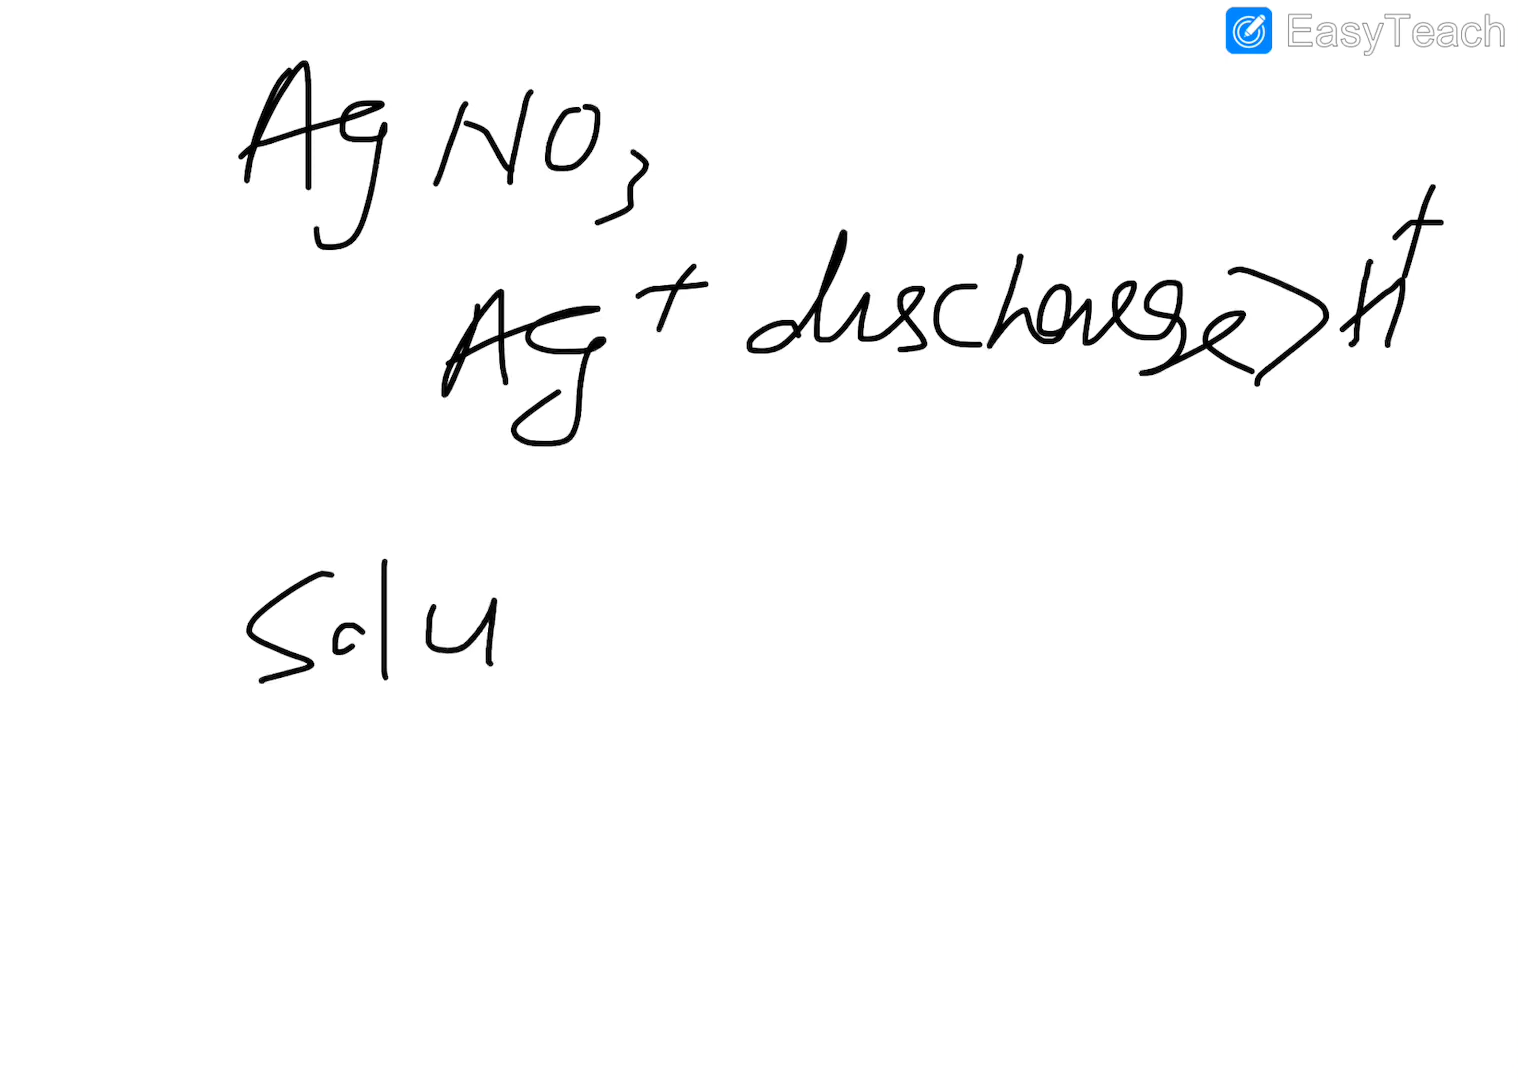 EasyTeach
AgNO₃
Ag⁺ discharge > H⁺
Solu